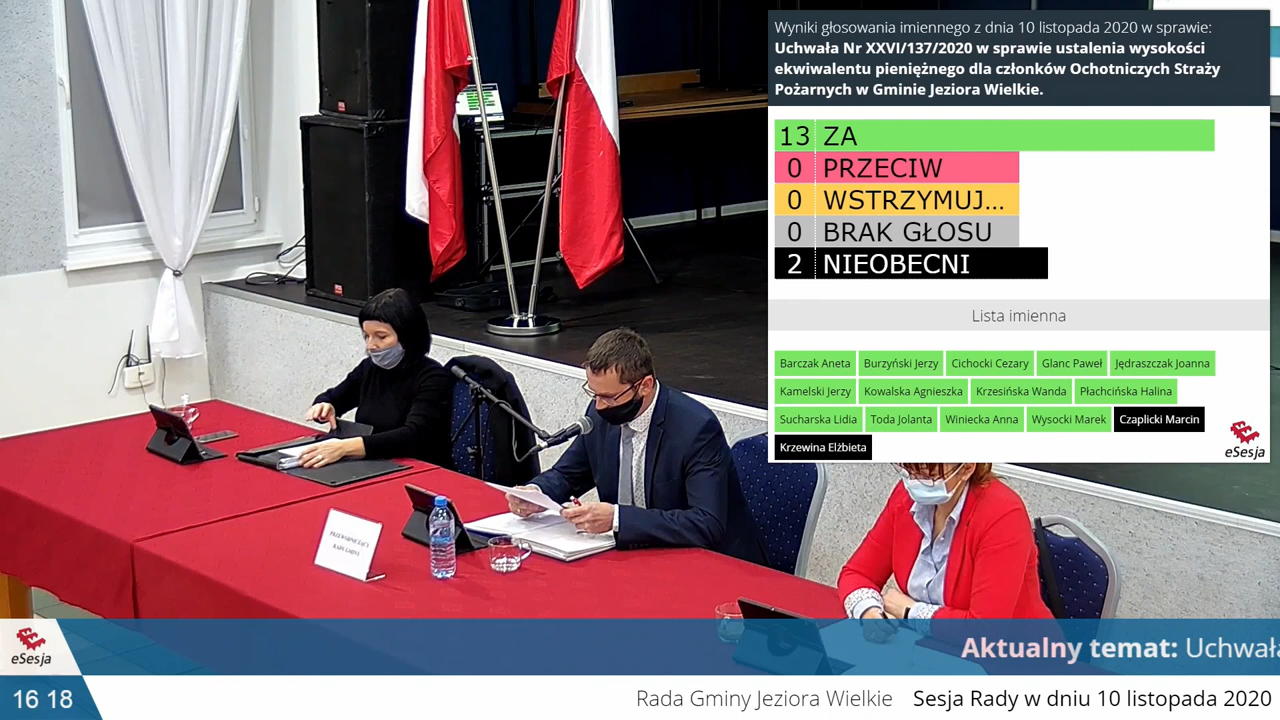 Wyniki głosowania imiennego z dnia 10 listopada 2020 w sprawie:
Uchwała Nr XXVI/137/2020 w sprawie ustalenia wysokości
ekwiwalentu pieniężnego dla członków Ochotniczych Straży
Pożarnych w Gminie Jeziora Wielkie.
13 ZA
0 PRZECIW
0 WSTRZYMUJ...
0 BRAK GŁOSU
2 NIEOBECNI
Lista imienna
Barczak Aneta Burzyński Jerzy Cichocki Cezary Glanc Paweł Jędraszczak Joanna
Kamelski Jerzy Kowalska Agnieszka Krzesińska Wanda Płachcińska Halina
Sucharska Lidia Toda Jolanta Winiecka Anna Wysocki Marek Czaplicki Marcin
Krzewina Elżbieta
eSesja
PRZEWODNICZĄCY
RADY GMINY
Aktualny temat: Uchwała
eSesja
16 18
Rada Gminy Jeziora Wielkie Sesja Rady w dniu 10 listopada 2020